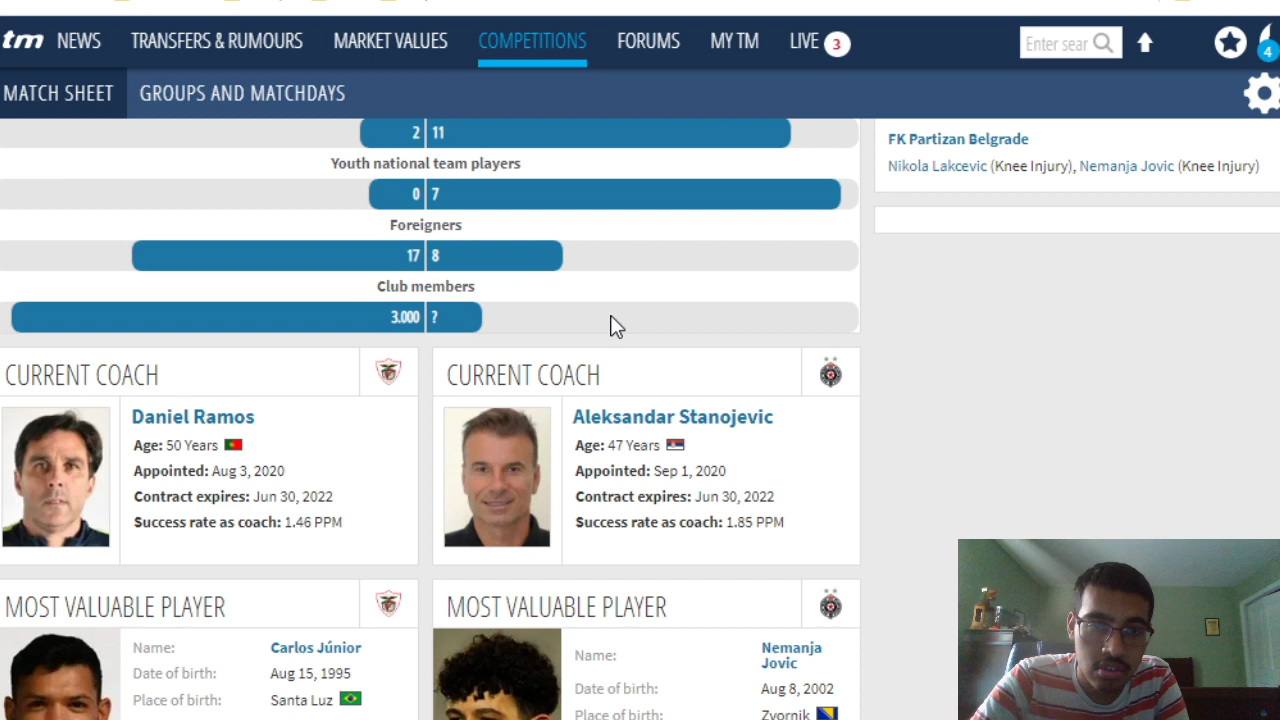 tm NEWS TRANSFERS & RUMOURS MARKET VALUES COMPETITIONS FORUMS MY TM LIVE 3 Enter sear 4
MATCH SHEET GROUPS AND MATCHDAYS
2 11
FK Partizan Belgrade
Youth national team players
Nikola Lakcevic (Knee Injury), Nemanja Jovic (Knee Injury)
0 7
Foreigners
17 8
Club members
3.000 ?
CURRENT COACH
Daniel Ramos
Age: 50 Years
Appointed: Aug 3, 2020
Contract expires: Jun 30, 2022
Success rate as coach: 1.46 PPM
CURRENT COACH
Aleksandar Stanojevic
Age: 47 Years
Appointed: Sep 1, 2020
Contract expires: Jun 30, 2022
Success rate as coach: 1.85 PPM
MOST VALUABLE PLAYER
Name: Carlos Júnior
Date of birth: Aug 15, 1995
Place of birth: Santa Luz
MOST VALUABLE PLAYER
Name: Nemanja
Jovic
Date of birth: Aug 8, 2002
Place of birth: Zvornik